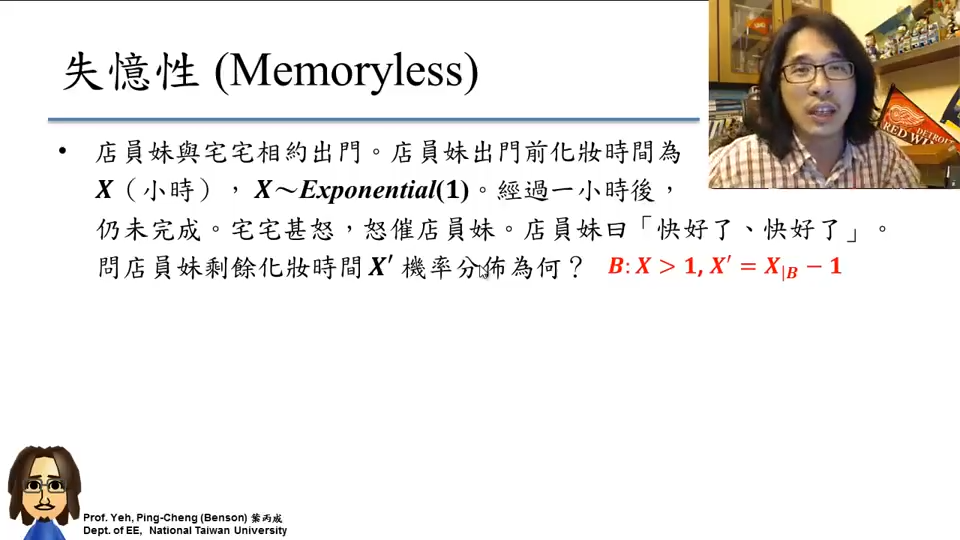 失憶性 (Memoryless)
• 店員妹與宅宅相約出門。店員妹出門前化妝時間為
X（小時），X～Exponential(1)。經過一小時後，
仍未完成。宅宅甚怒，怒催店員妹。店員妹曰「快好了、快好了」。
問店員妹剩餘化妝時間 X′ 機率分佈為何？ B: X > 1, X′ = X|B − 1
DETROIT
RED WI
Prof. Yeh, Ping-Cheng (Benson) 葉丙成
Dept. of EE, National Taiwan University